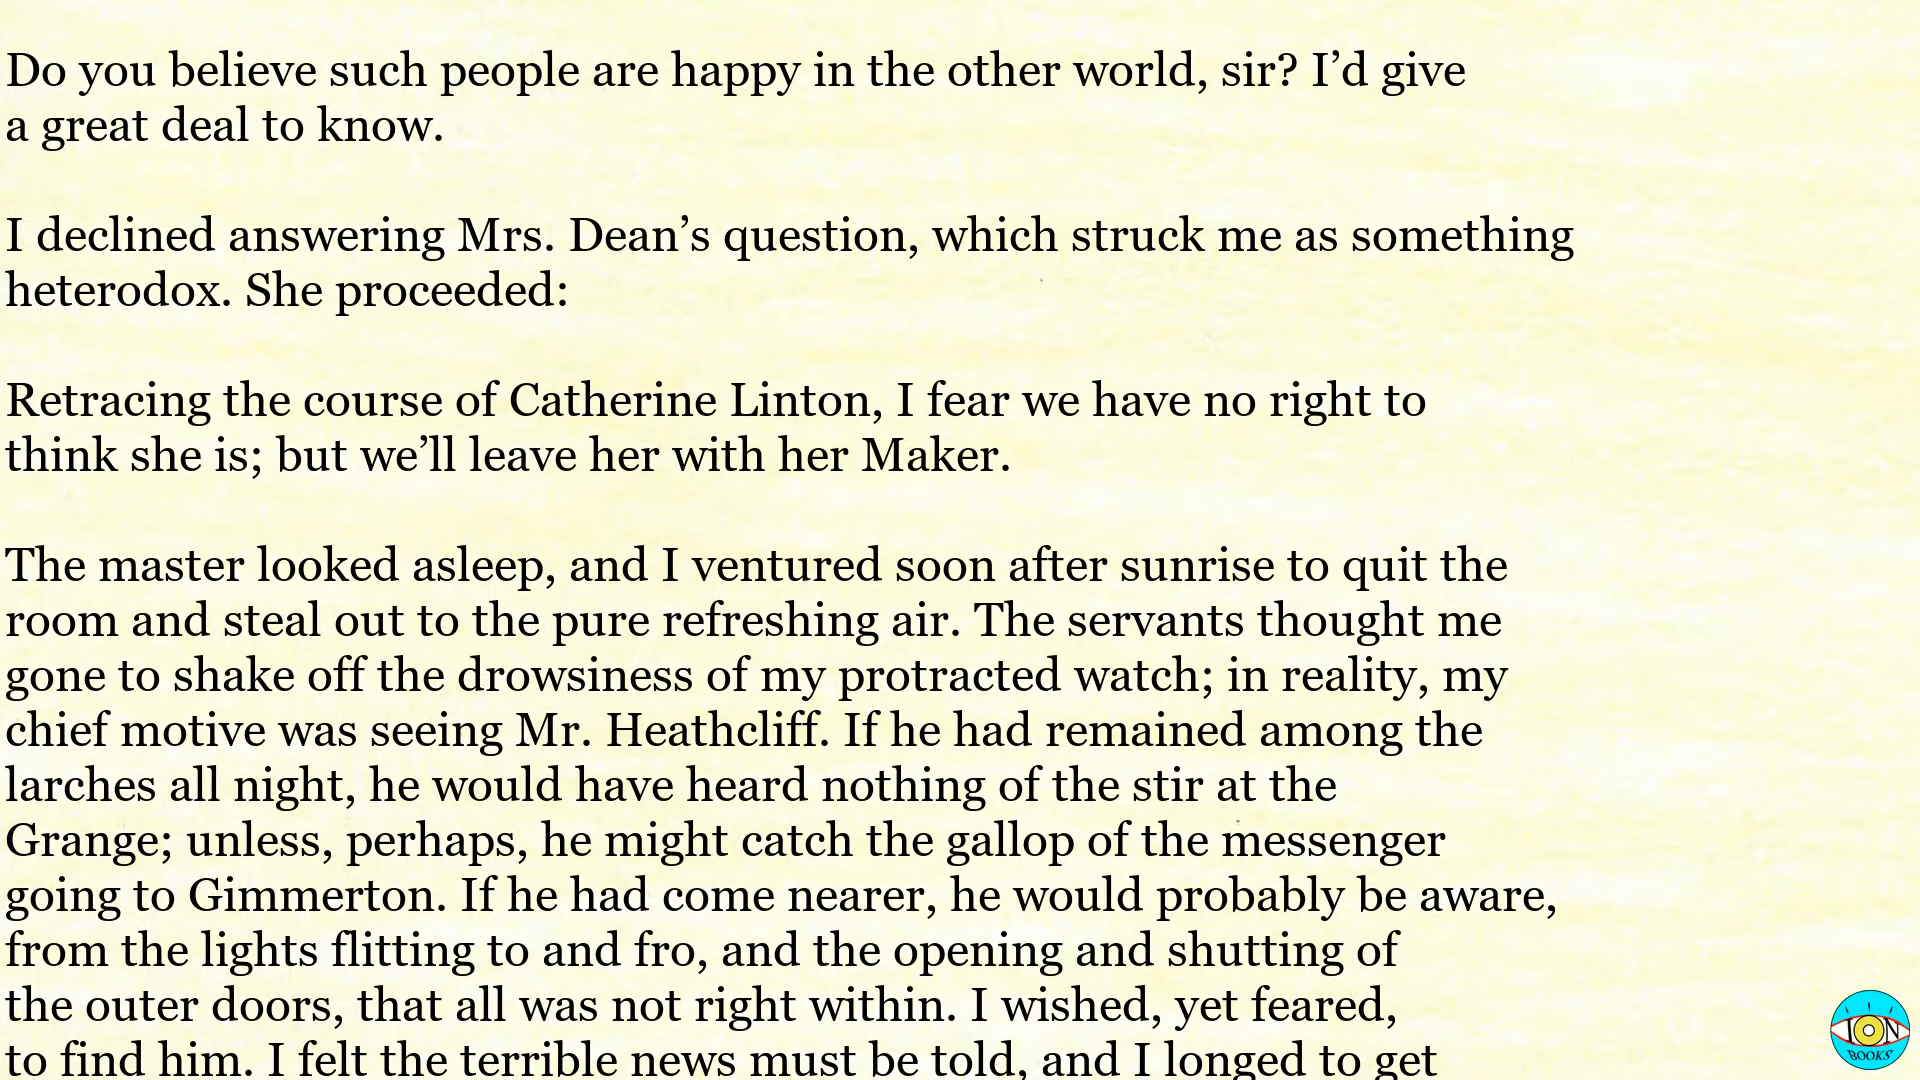 Do you believe such people are happy in the other world, sir? I’d give
a great deal to know.
I declined answering Mrs. Dean’s question, which struck me as something
heterodox. She proceeded:
Retracing the course of Catherine Linton, I fear we have no right to
think she is; but we’ll leave her with her Maker.
The master looked asleep, and I ventured soon after sunrise to quit the
room and steal out to the pure refreshing air. The servants thought me
gone to shake off the drowsiness of my protracted watch; in reality, my
chief motive was seeing Mr. Heathcliff. If he had remained among the
larches all night, he would have heard nothing of the stir at the
Grange; unless, perhaps, he might catch the gallop of the messenger
going to Gimmerton. If he had come nearer, he would probably be aware,
from the lights flitting to and fro, and the opening and shutting of
the outer doors, that all was not right within. I wished, yet feared,
to find him. I felt the terrible news must be told, and I longed to get
ION
BOOKS